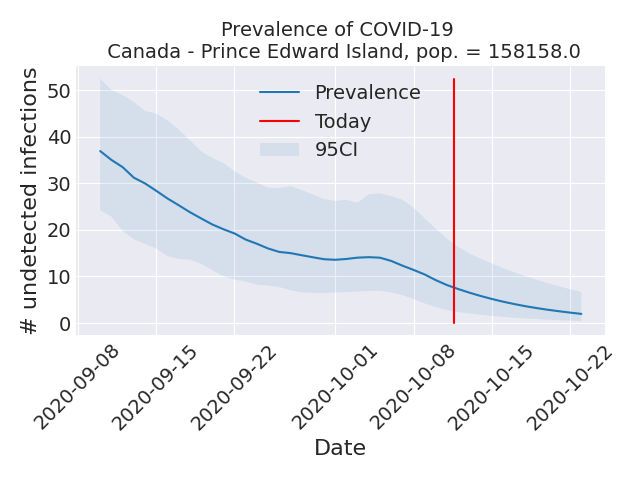 Prevalence of COVID-19
Canada - Prince Edward Island, pop. = 158158.0
# undetected infections
50
40
30
20
10
0
Prevalence
Today
95CI
2020-09-08
2020-09-15
2020-09-22
2020-10-01
2020-10-08
2020-10-15
2020-10-22
Date